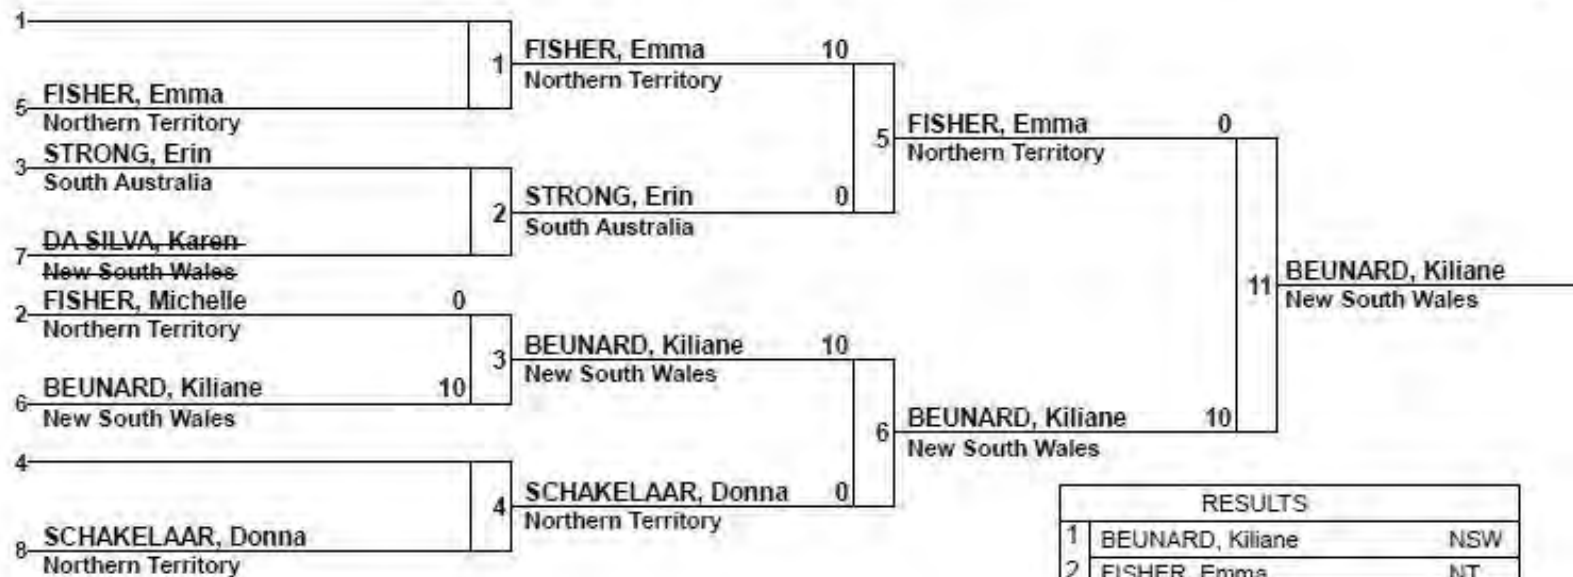 1
FISHER, Emma 10
1
Northern Territory
FISHER, Emma
5
Northern Territory
FISHER, Emma 0
5
Northern Territory
STRONG, Erin
3
South Australia
STRONG, Erin 0
2
South Australia
DA SILVA, Karen
7
New South Wales
BEUNARD, Kiliane
11
New South Wales
FISHER, Michelle 0
2
Northern Territory
BEUNARD, Kiliane 10
3
New South Wales
BEUNARD, Kiliane 10
6
New South Wales
BEUNARD, Kiliane 10
6
New South Wales
4
SCHAKELAAR, Donna 0
4
Northern Territory
SCHAKELAAR, Donna
8
Northern Territory
RESULTS
1 BEUNARD, Kiliane NSW
2 FISHER, Emma NT